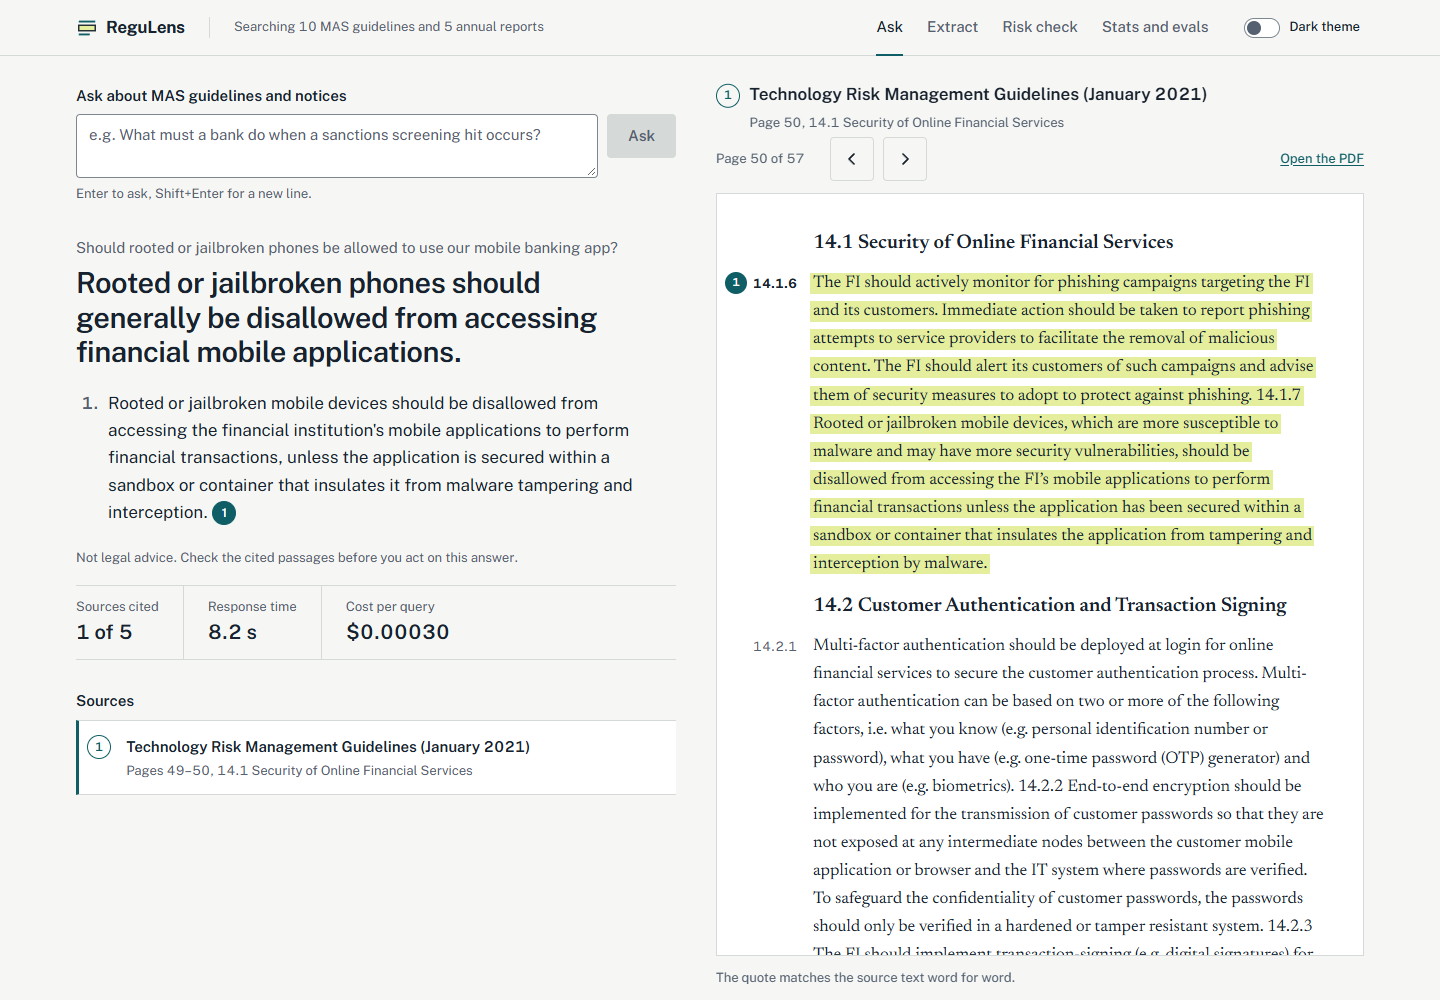 ReguLens
Searching 10 MAS guidelines and 5 annual reports
Ask
Extract
Risk check
Stats and evals
Dark theme
Ask about MAS guidelines and notices
e.g. What must a bank do when a sanctions screening hit occurs?
Ask
Enter to ask, Shift+Enter for a new line.
Should rooted or jailbroken phones be allowed to use our mobile banking app?
Rooted or jailbroken phones should
generally be disallowed from accessing
financial mobile applications.
1. Rooted or jailbroken mobile devices should be disallowed from
accessing the financial institution's mobile applications to perform
financial transactions, unless the application is secured within a
sandbox or container that insulates it from malware tampering and
interception. 1
Not legal advice. Check the cited passages before you act on this answer.
Sources cited
1 of 5
Response time
8.2 s
Cost per query
$0.00030
Sources
1 Technology Risk Management Guidelines (January 2021)
Pages 49–50, 14.1 Security of Online Financial Services
1 Technology Risk Management Guidelines (January 2021)
Page 50, 14.1 Security of Online Financial Services
Page 50 of 57
Open the PDF
14.1 Security of Online Financial Services
1 14.1.6 The FI should actively monitor for phishing campaigns targeting the FI
and its customers. Immediate action should be taken to report phishing
attempts to service providers to facilitate the removal of malicious
content. The FI should alert its customers of such campaigns and advise
them of security measures to adopt to protect against phishing. 14.1.7
Rooted or jailbroken mobile devices, which are more susceptible to
malware and may have more security vulnerabilities, should be
disallowed from accessing the FI’s mobile applications to perform
financial transactions unless the application has been secured within a
sandbox or container that insulates the application from tampering and
interception by malware.
14.2 Customer Authentication and Transaction Signing
14.2.1 Multi-factor authentication should be deployed at login for online
financial services to secure the customer authentication process. Multi-
factor authentication can be based on two or more of the following
factors, i.e. what you know (e.g. personal identification number or
password), what you have (e.g. one-time password (OTP) generator) and
who you are (e.g. biometrics). 14.2.2 End-to-end encryption should be
implemented for the transmission of customer passwords so that they are
not exposed at any intermediate nodes between the customer mobile
application or browser and the IT system where passwords are verified.
To safeguard the confidentiality of customer passwords, the passwords
should only be verified in a hardened or tamper resistant system. 14.2.3
The FI should implement transaction-signing (e.g. digital signatures) for
The quote matches the source text word for word.